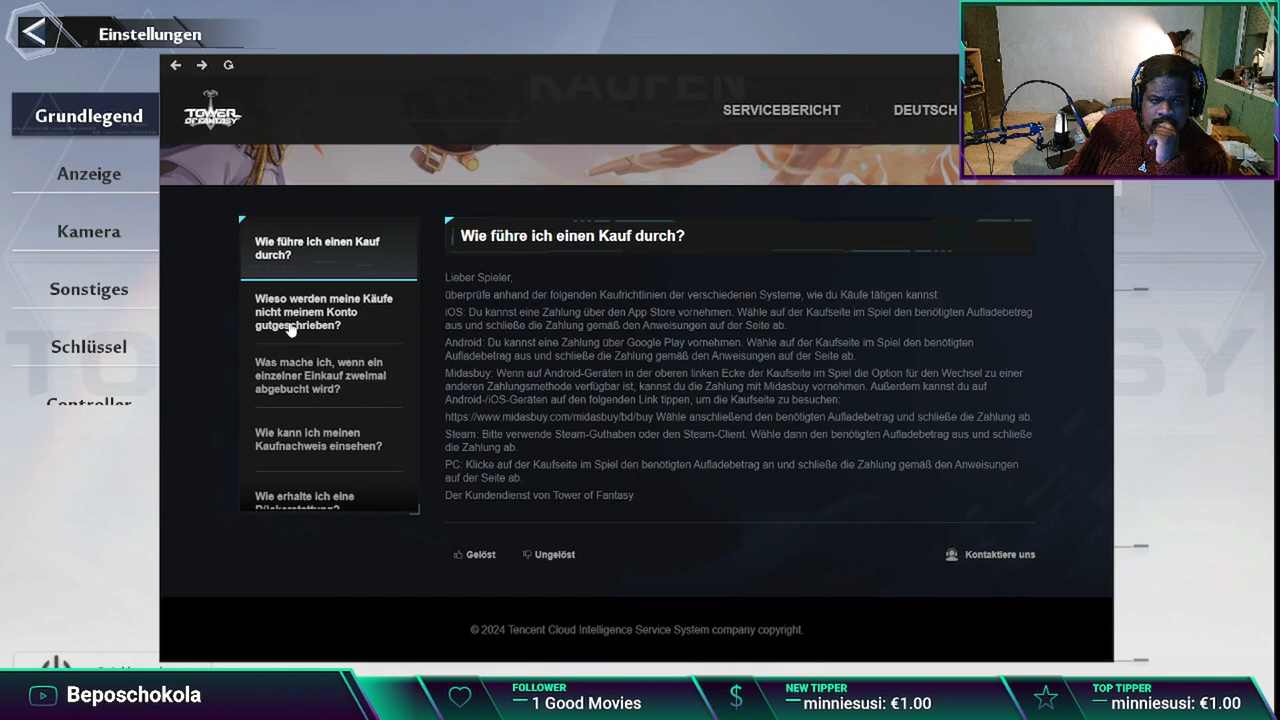 Einstellungen
KAUFEN
TOWER
OF FANTASY
SERVICEBERICHT
DEUTSCH
Grundlegend
Anzeige
Kamera
Sonstiges
Schlüssel
Controller
Wie führe ich einen Kauf
durch?
Wieso werden meine Käufe
nicht meinem Konto
gutgeschrieben?
Was mache ich, wenn ein
einzelner Einkauf zweimal
abgebucht wird?
Wie kann ich meinen
Kaufnachweis einsehen?
Wie erhalte ich eine
Rückerstattung?
Wie führe ich einen Kauf durch?
Lieber Spieler,
überprüfe anhand der folgenden Kaufrichtlinien der verschiedenen Systeme, wie du Käufe tätigen kannst:
iOS: Du kannst eine Zahlung über den App Store vornehmen. Wähle auf der Kaufseite im Spiel den benötigten Aufladebetrag
aus und schließe die Zahlung gemäß den Anweisungen auf der Seite ab.
Android: Du kannst eine Zahlung über Google Play vornehmen. Wähle auf der Kaufseite im Spiel den benötigten
Aufladebetrag aus und schließe die Zahlung gemäß den Anweisungen auf der Seite ab.
Midasbuy: Wenn auf Android-Geräten in der oberen linken Ecke der Kaufseite im Spiel die Option für den Wechsel zu einer
anderen Zahlungsmethode verfügbar ist, kannst du die Zahlung mit Midasbuy vornehmen. Außerdem kannst du auf
Android-/iOS-Geräten auf den folgenden Link tippen, um die Kaufseite zu besuchen:
https://www.midasbuy.com/midasbuy/bd/buy Wähle anschließend den benötigten Aufladebetrag und schließe die Zahlung ab.
Steam: Bitte verwende Steam-Guthaben oder den Steam-Client. Wähle dann den benötigten Aufladebetrag aus und schließe
die Zahlung ab.
PC: Klicke auf der Kaufseite im Spiel den benötigten Aufladebetrag an und schließe die Zahlung gemäß den Anweisungen
auf der Seite ab.
Der Kundendienst von Tower of Fantasy
Gelöst
Ungelöst
Kontaktiere uns
© 2024 Tencent Cloud Intelligence Service System company copyright.
Beposchokola
FOLLOWER
1 Good Movies
NEW TIPPER
minniesusi: €1.00
TOP TIPPER
minniesusi: €1.00